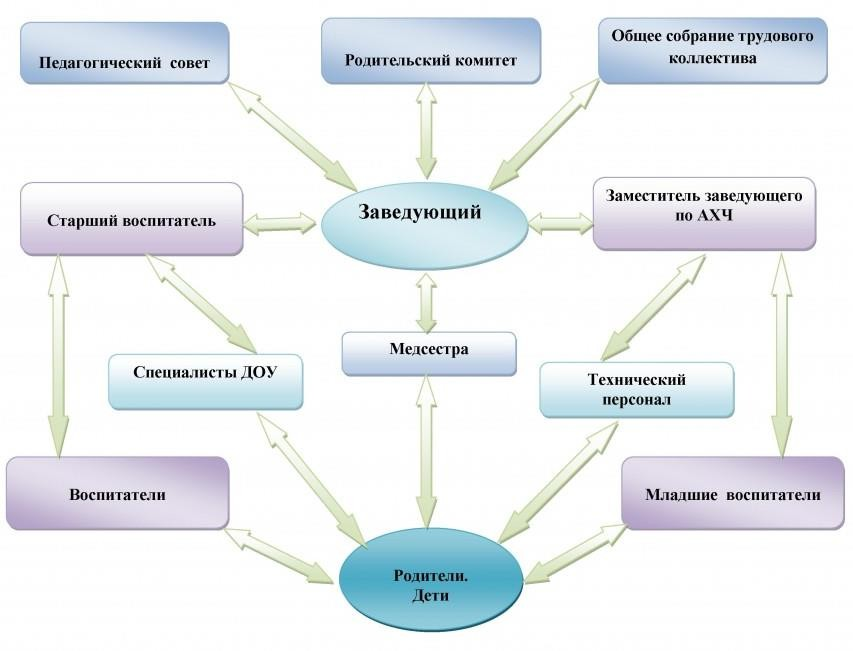 Педагогический совет
Родительский комитет
Общее собрание трудового
коллектива
Старший воспитатель
Заведующий
Заместитель заведующего
по АХЧ
Специалисты ДОУ
Медсестра
Технический
персонал
Воспитатели
Младшие воспитатели
Родители.
Дети